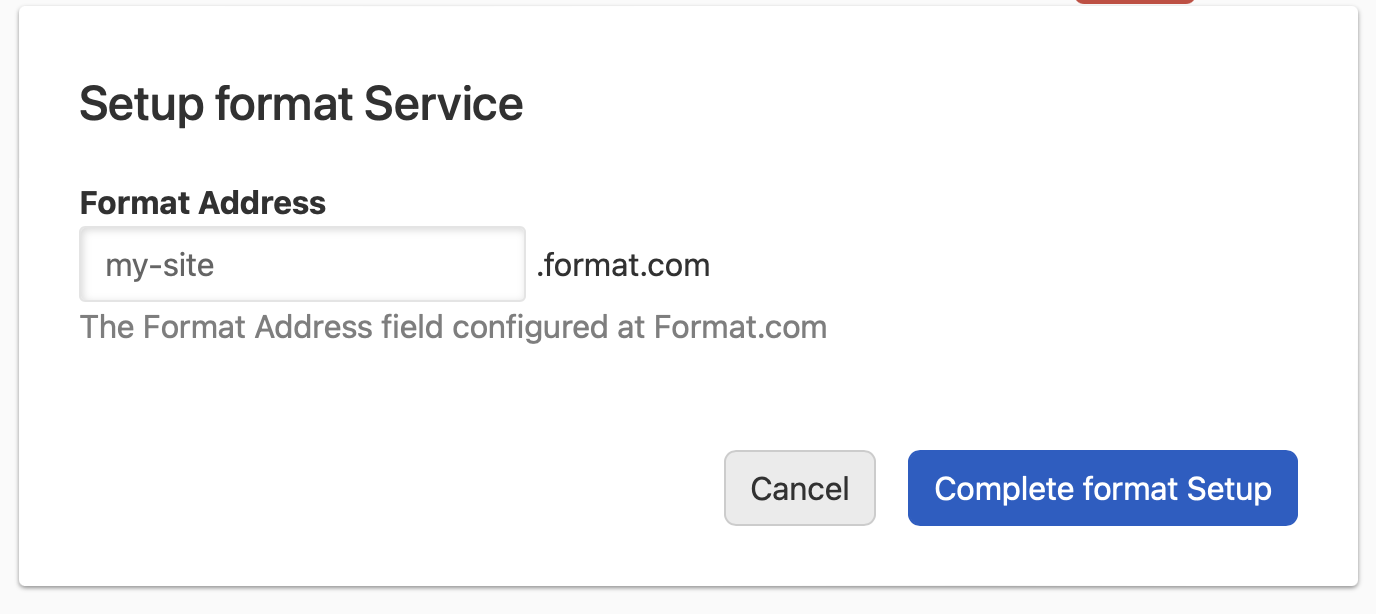 Setup format Service
Format Address
my-site .format.com
The Format Address field configured at Format.com
Cancel Complete format Setup